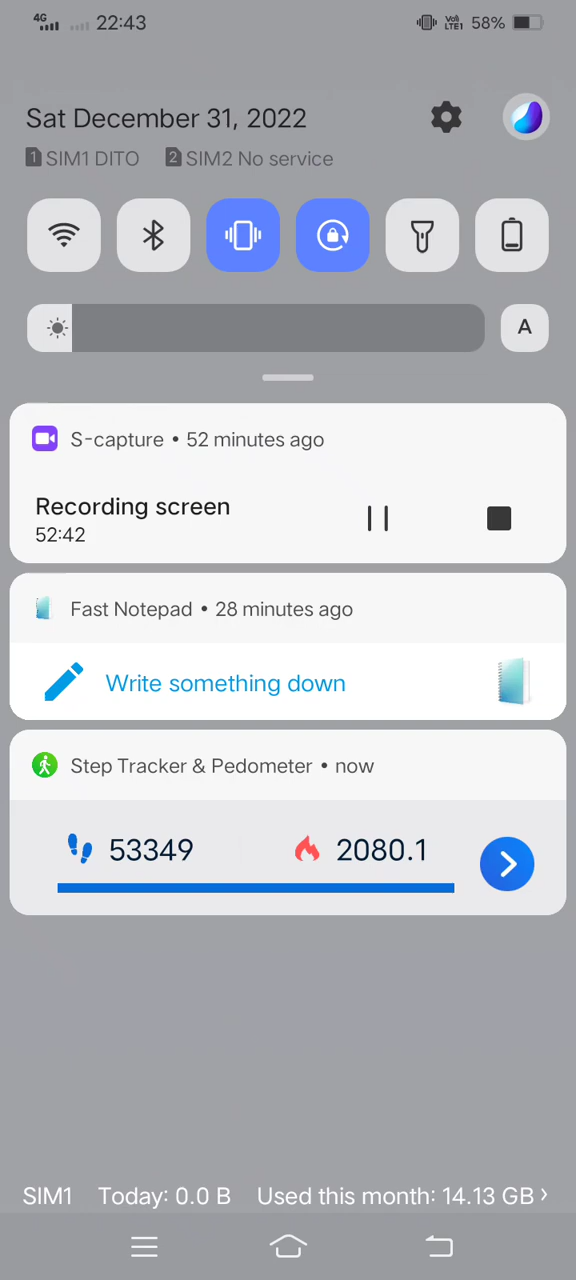 4G 22:43 VoII LTE1 58%
Sat December 31, 2022
1 SIM1 DITO 2 SIM2 No service
A
S-capture • 52 minutes ago
Recording screen
52:42
Fast Notepad • 28 minutes ago
Write something down
Step Tracker & Pedometer • now
53349 2080.1
SIM1 Today: 0.0 B Used this month: 14.13 GB ›